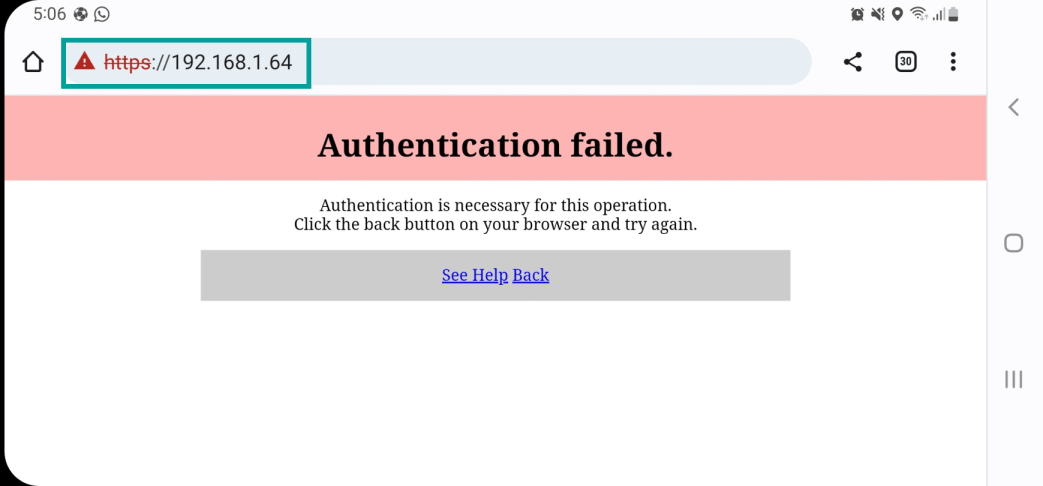 5:06
https://192.168.1.64
30
Authentication failed.
Authentication is necessary for this operation.
Click the back button on your browser and try again.
See Help Back